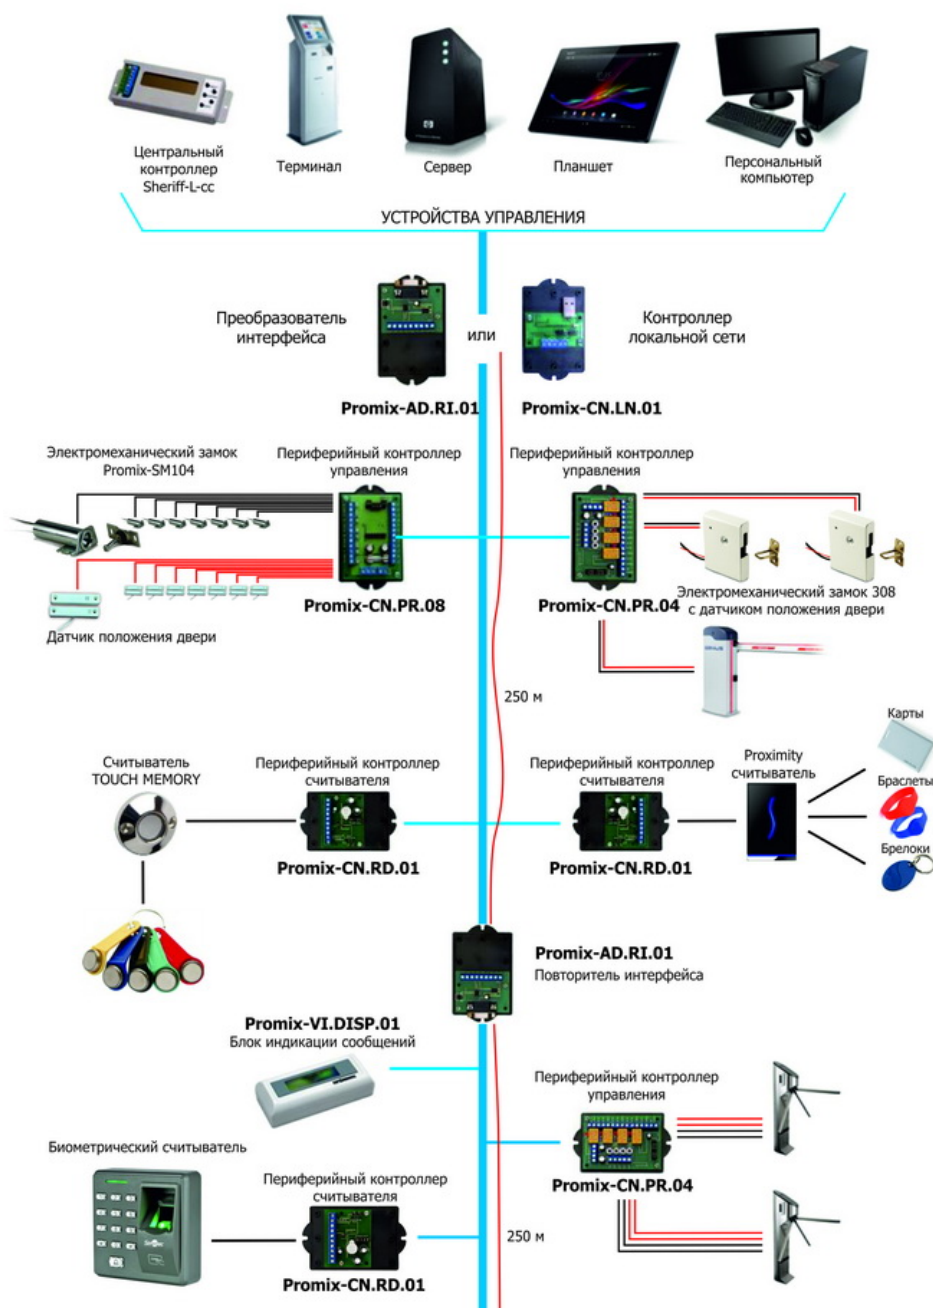 Центральный
контроллер
Sheriff-L-cc
Терминал
Сервер
Планшет
Персональный
компьютер
УСТРОЙСТВА УПРАВЛЕНИЯ
Преобразователь
интерфейса
или
Контроллер
локальной сети
Promix-AD.RI.01
Promix-CN.LN.01
Электромеханический замок
Promix-SM104
Периферийный контроллер
управления
Периферийный контроллер
управления
Promix-CN.PR.08
Promix-CN.PR.04
Датчик положения двери
Электромеханический замок 308
с датчиком положения двери
250 м
Считыватель
TOUCH MEMORY
Периферийный контроллер
считывателя
Периферийный контроллер
считывателя
Proximity
считыватель
Карты
Браслеты
Брелоки
Promix-CN.RD.01
Promix-CN.RD.01
Promix-AD.RI.01
Повторитель интерфейса
Promix-VI.DISP.01
Блок индикации сообщений
Периферийный контроллер
управления
Promix-CN.PR.04
Биометрический считыватель
Периферийный контроллер
считывателя
Promix-CN.RD.01
250 м